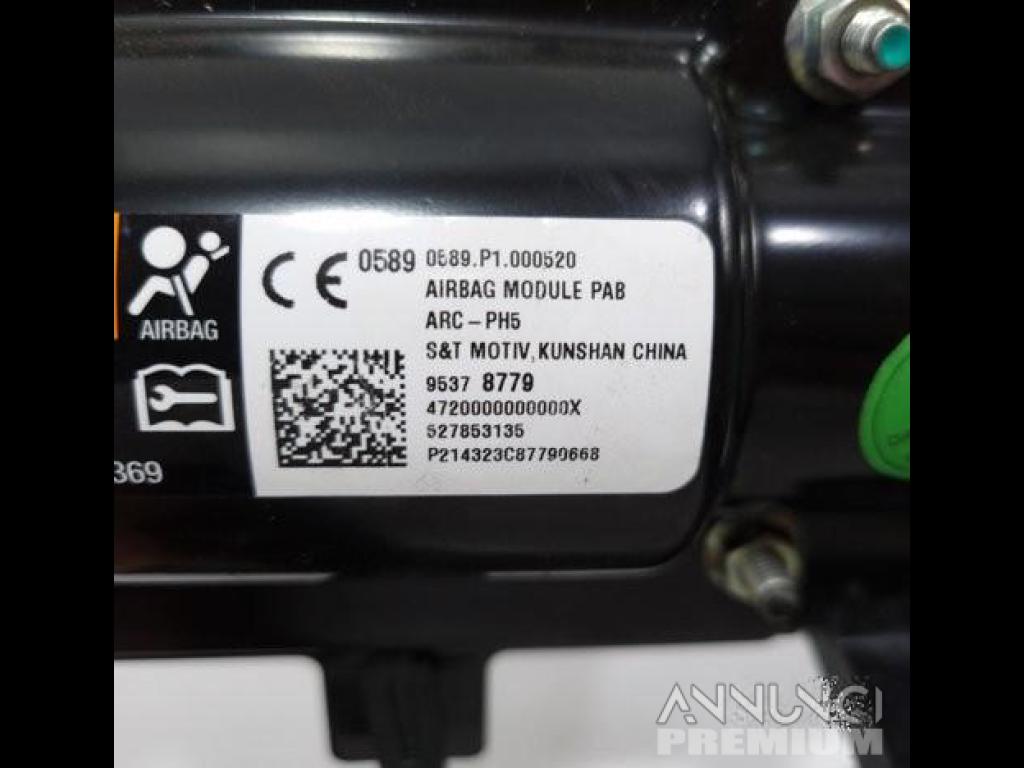 CE 0589 0589.P1.000520
AIRBAG MODULE PAB
ARC-PH5
S&T MOTIV,KUNSHAN CHINA
9537 8779
4720000000000X
527853135
P214323C87790668
AIRBAG
369
ANNUNCI
PREMIUM